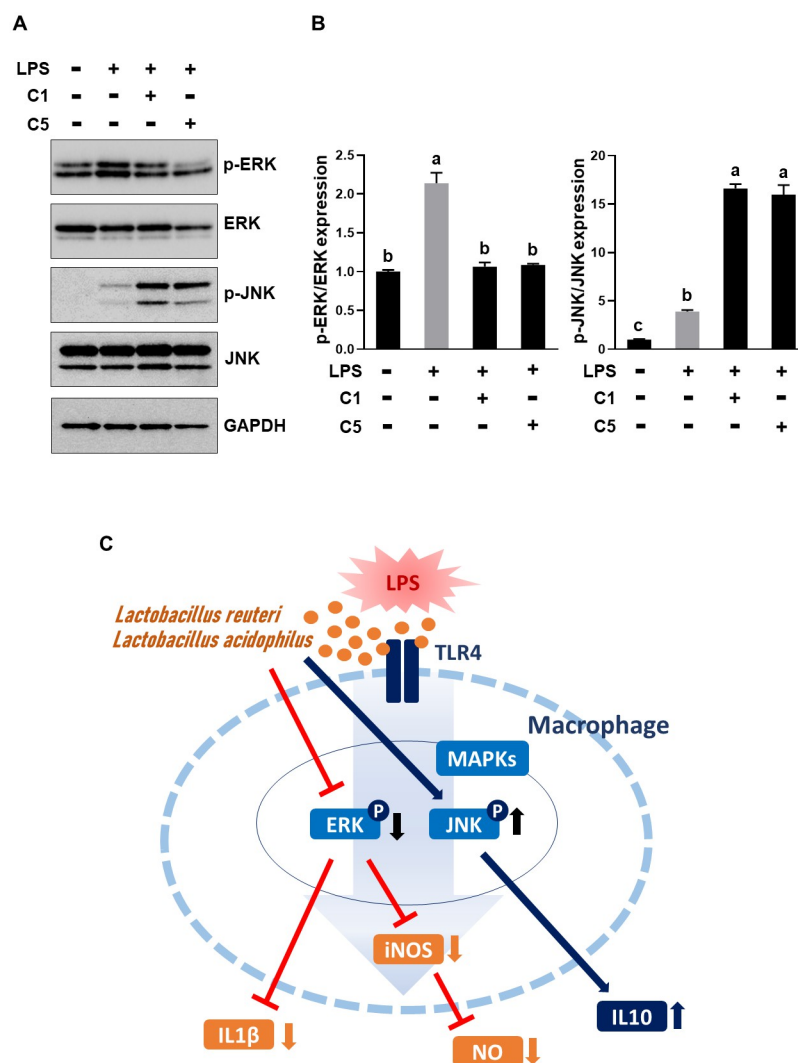 A
LPS - + + +
C1 - - + -
C5 - - - +
p-ERK
ERK
p-JNK
JNK
GAPDH
B
p-ERK/ERK expression
2.5
2.0
1.5
1.0
0.5
0.0
b a b b
LPS - + + +
C1 - - + -
C5 - - - +
p-JNK/JNK expression
20
15
10
5
0
c b a a
LPS - + + +
C1 - - + -
C5 - - - +
C
LPS
Lactobacillus reuteri
Lactobacillus acidophilus
TLR4
Macrophage
MAPKs
ERK P
JNK P
iNOS
IL1β
NO
IL10